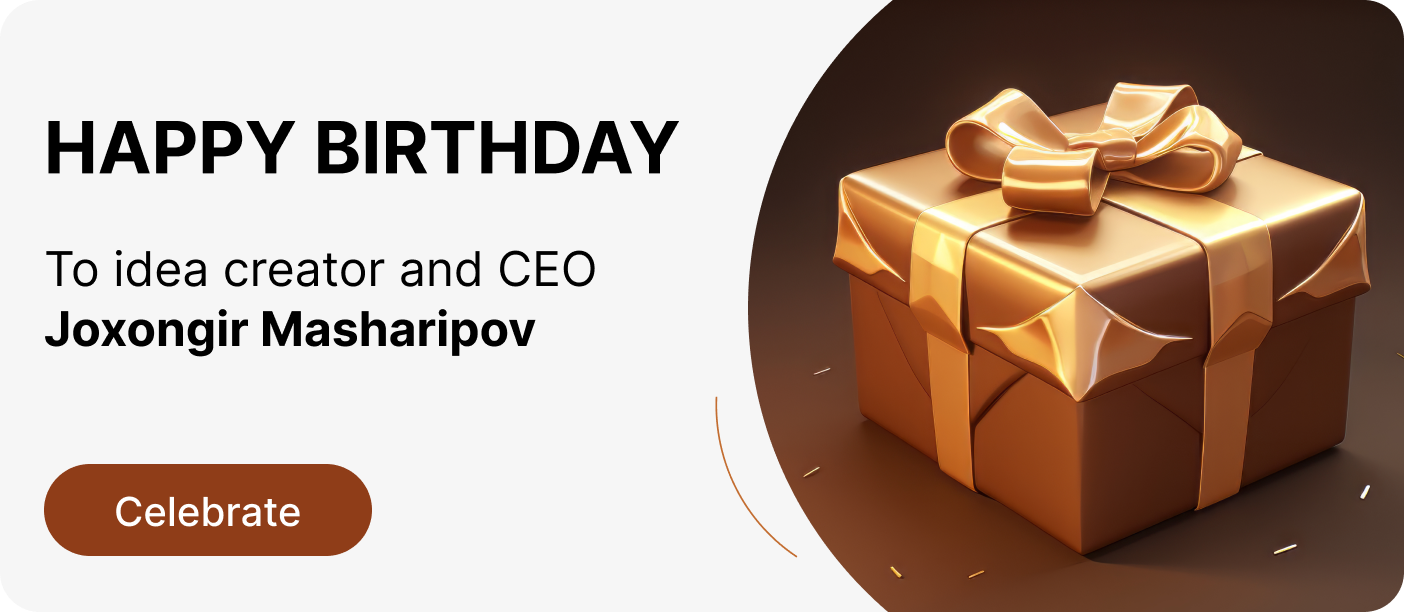 HAPPY BIRTHDAY
To idea creator and CEO
Joxongir Masharipov
Celebrate